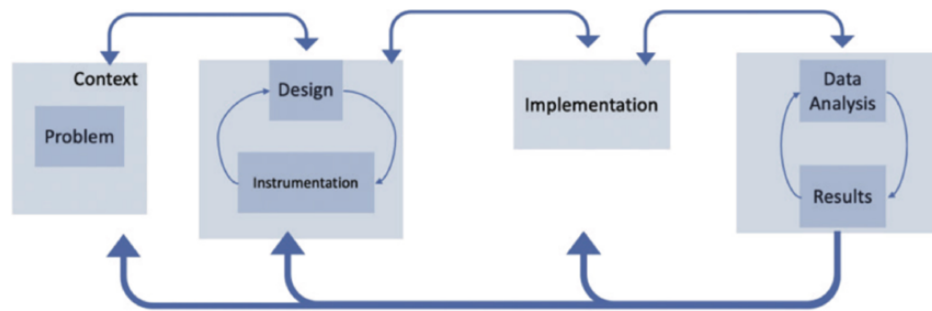 Context
Problem
Design
Instrumentation
Implementation
Data
Analysis
Results